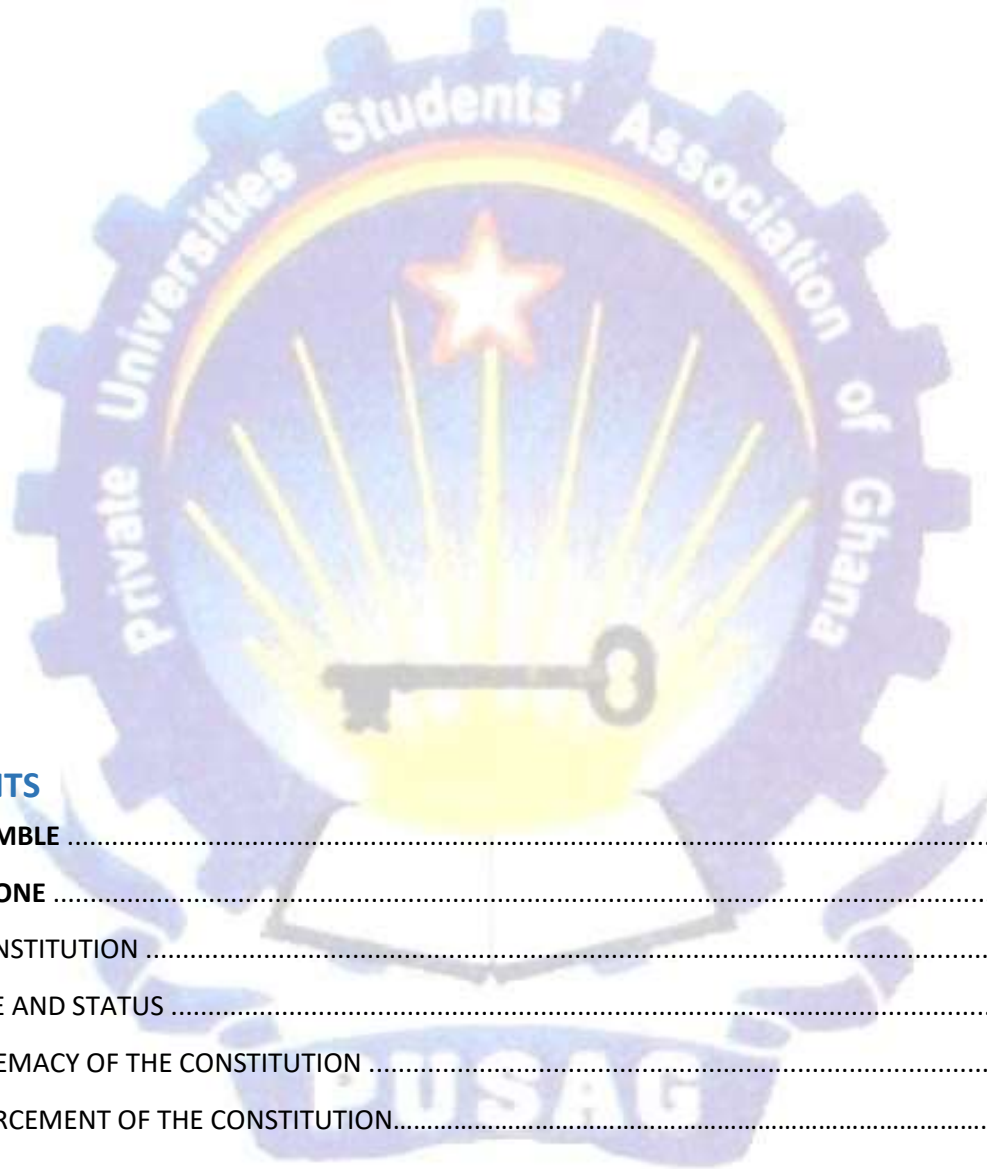 Private Universities Students' Association of Ghana
NTS
MBLE ........................................................................................................................
ONE ........................................................................................................................
NSTITUTION ........................................................................................................................
E AND STATUS ........................................................................................................................
EMACY OF THE CONSTITUTION ........................................................................................................................
RCEMENT OF THE CONSTITUTION........................................................................................................................
PUSAG